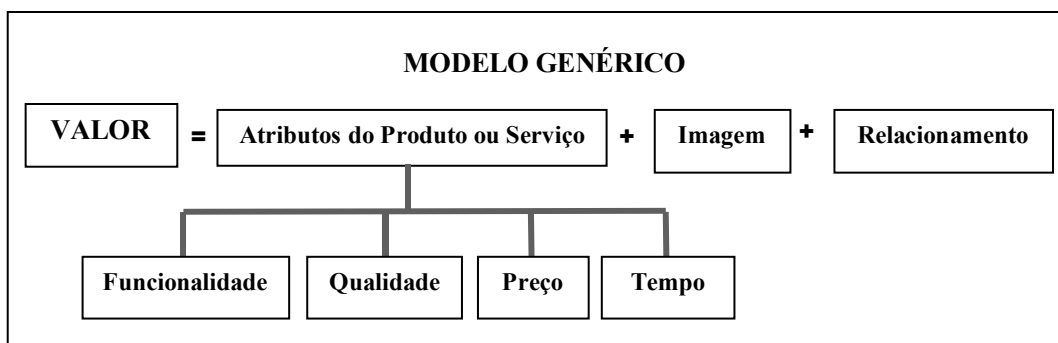 MODELO GENÉRICO
VALOR = Atributos do Produto ou Serviço + Imagem + Relacionamento
Funcionalidade Qualidade Preço Tempo